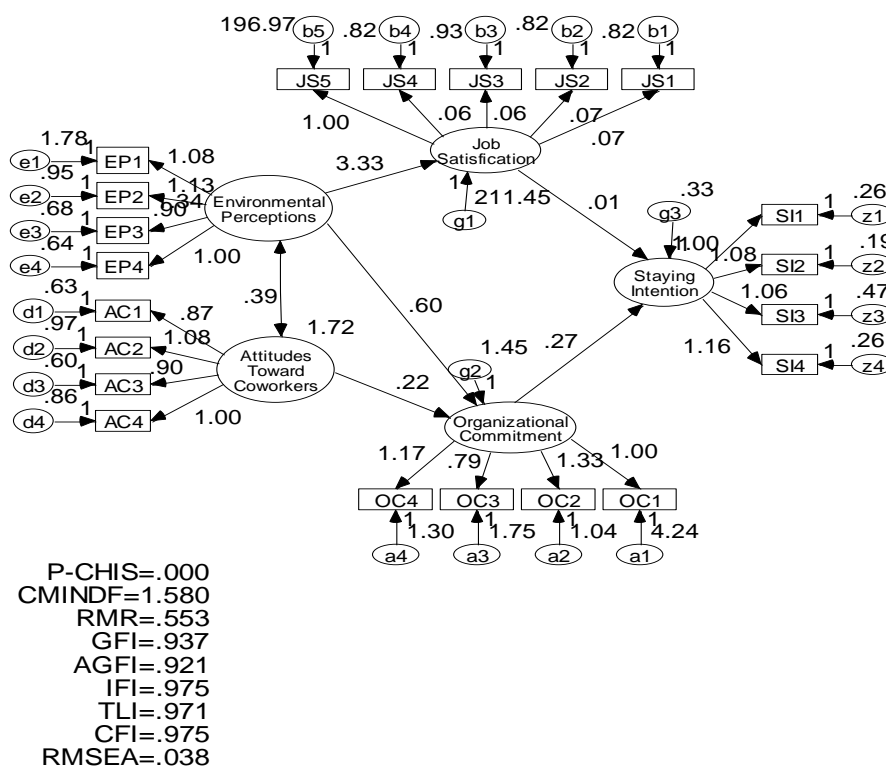 196.97 b5 .82 b4 .93 b3 .82 b2 .82 b1
1 1 1 1 1
JS5 JS4 JS3 JS2 JS1
1.00 .06 .06 .07 .07
Job
Satisfication
3.33
1
211.45
g1
.01
1.78
e1 1 EP1 1.08
.95
e2 1 EP2 1.13
.34
.68
e3 1 EP3 .90
.64
e4 1 EP4 1.00
Environmental
Perceptions
.39
.60
.63
d1 1 AC1 .87
.97
d2 1 AC2 1.08
.60
d3 1 AC3 .90
.86
d4 1 AC4 1.00
1.72
Attitudes
Toward
Coworkers
.22
g2 1.45
1
Organizational
Commitment
.27
.33
g3
1
Staying
Intention
1.00 SI1 1 .26 z1
1.08 SI2 1 .19 z2
1.06 SI3 1 .47 z3
1.16 SI4 1 .26 z4
1.17 .79 1.33 1.00
OC4 OC3 OC2 OC1
1 1 1 1
1.30 1.75 1.04 4.24
a4 a3 a2 a1
P-CHIS=.000
CMINDF=1.580
RMR=.553
GFI=.937
AGFI=.921
IFI=.975
TLI=.971
CFI=.975
RMSEA=.038